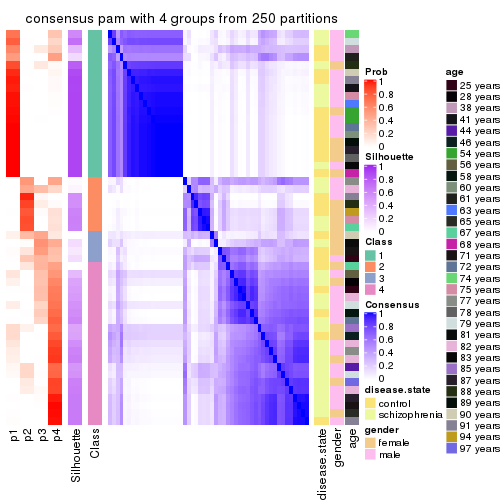 consensus pam with 4 groups from 250 partitions
Prob
1
0.8
0.6
0.4
0.2
0
Silhouette
1
0.8
0.6
0.4
0.2
0
Class
1
2
3
4
Consensus
1
0.8
0.6
0.4
0.2
0
disease.state
control
schizophrenia
gender
female
male
age
25 years
28 years
38 years
41 years
44 years
46 years
54 years
56 years
58 years
60 years
61 years
63 years
65 years
67 years
68 years
71 years
72 years
74 years
75 years
77 years
78 years
79 years
81 years
82 years
83 years
85 years
87 years
88 years
89 years
90 years
91 years
94 years
97 years
p1
p2
p3
p4
Silhouette
Class
disease.state
gender
age